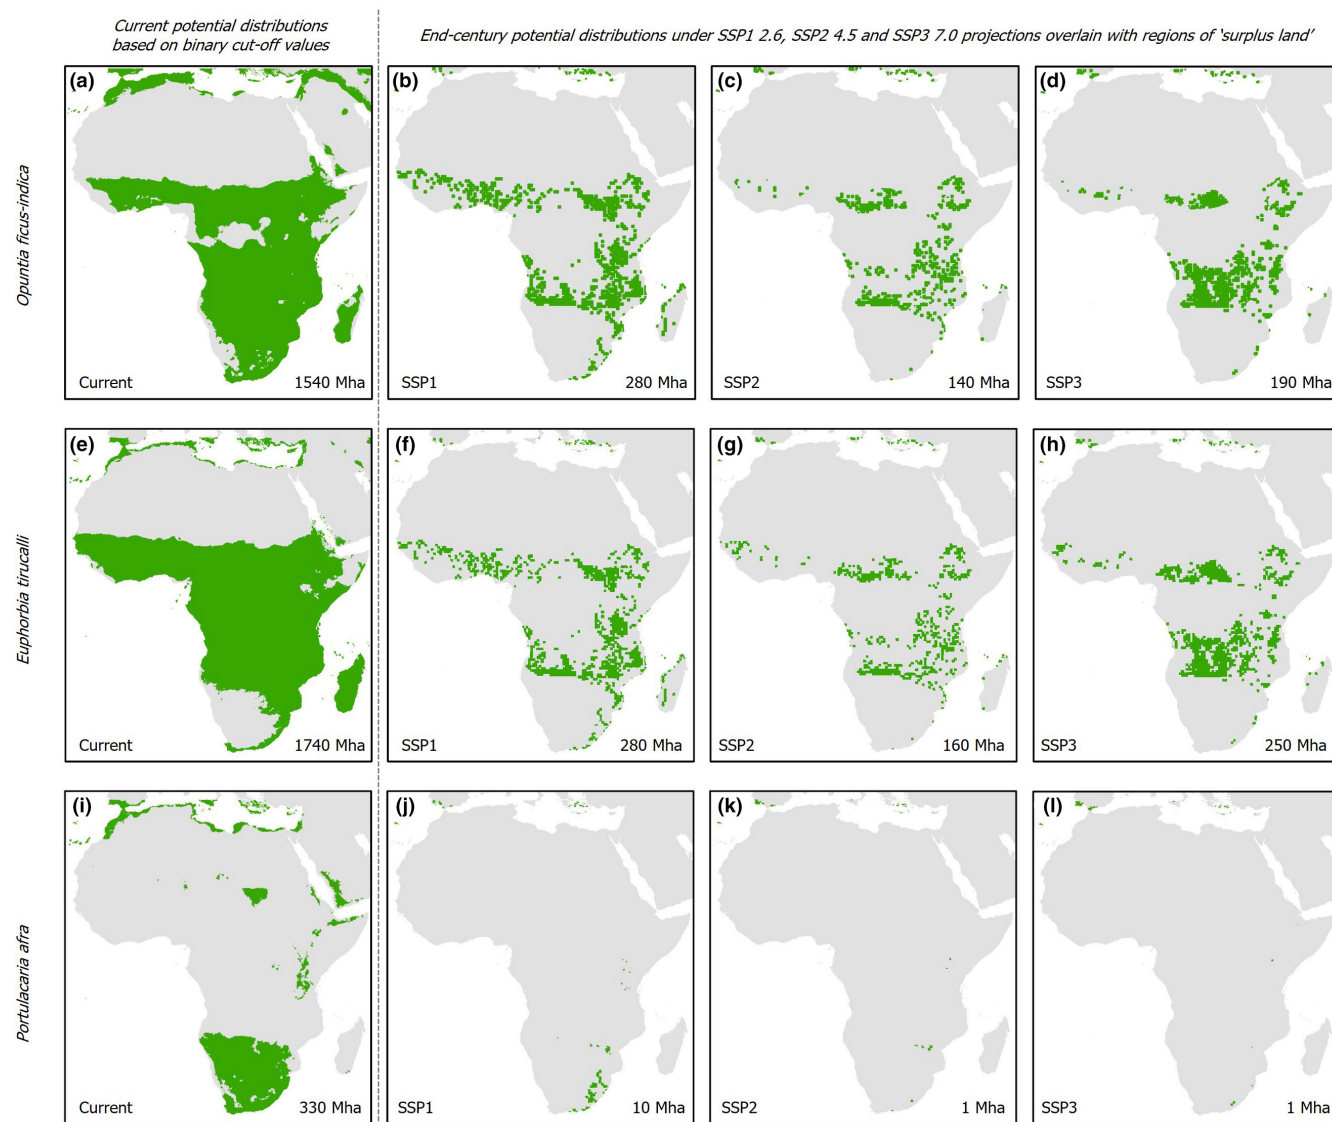 Current potential distributions
based on binary cut-off values
End-century potential distributions under SSP1 2.6, SSP2 4.5 and SSP3 7.0 projections overlain with regions of ‘surplus land’
Opuntia ficus-indica
(a)
Current
1540 Mha
(b)
SSP1
280 Mha
(c)
SSP2
140 Mha
(d)
SSP3
190 Mha
Euphorbia tirucalli
(e)
Current
1740 Mha
(f)
SSP1
280 Mha
(g)
SSP2
160 Mha
(h)
SSP3
250 Mha
Portulacaria afra
(i)
Current
330 Mha
(j)
SSP1
10 Mha
(k)
SSP2
1 Mha
(l)
SSP3
1 Mha